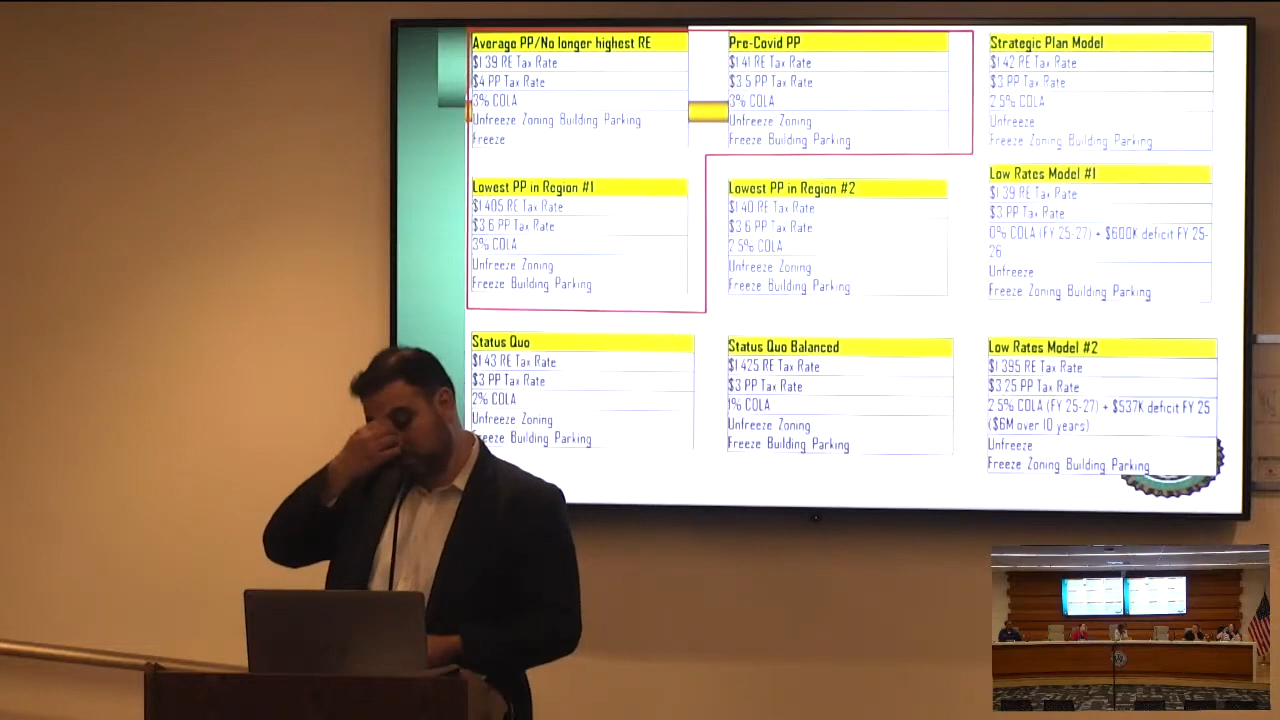 Average PP/No longer highest RE
$1.39 RE Tax Rate
$4 PP Tax Rate
3% COLA
Unfreeze Zoning Building Parking
Freeze
Pre-Covid PP
$1.41 RE Tax Rate
$3.5 PP Tax Rate
3% COLA
Unfreeze Zoning
Freeze Building Parking
Strategic Plan Model
$1.42 RE Tax Rate
$3 PP Tax Rate
2.5% COLA
Unfreeze
Freeze Zoning Building Parking
Lowest PP in Region #1
$1.405 RE Tax Rate
$3.6 PP Tax Rate
3% COLA
Unfreeze Zoning
Freeze Building Parking
Lowest PP in Region #2
$1.40 RE Tax Rate
$3.6 PP Tax Rate
2.5% COLA
Unfreeze Zoning
Freeze Building Parking
Low Rates Model #1
$1.39 RE Tax Rate
$3 PP Tax Rate
0% COLA (FY 25-27) + $600K deficit FY 25-
26
Unfreeze
Freeze Zoning Building Parking
Status Quo
$1.43 RE Tax Rate
$3 PP Tax Rate
2% COLA
Unfreeze Zoning
Freeze Building Parking
Status Quo Balanced
$1.425 RE Tax Rate
$3 PP Tax Rate
1% COLA
Unfreeze Zoning
Freeze Building Parking
Low Rates Model #2
$1.395 RE Tax Rate
$3.25 PP Tax Rate
2.5% COLA (FY 25-27) + $537K deficit FY 25
($6M over 10 years)
Unfreeze
Freeze Zoning Building Parking